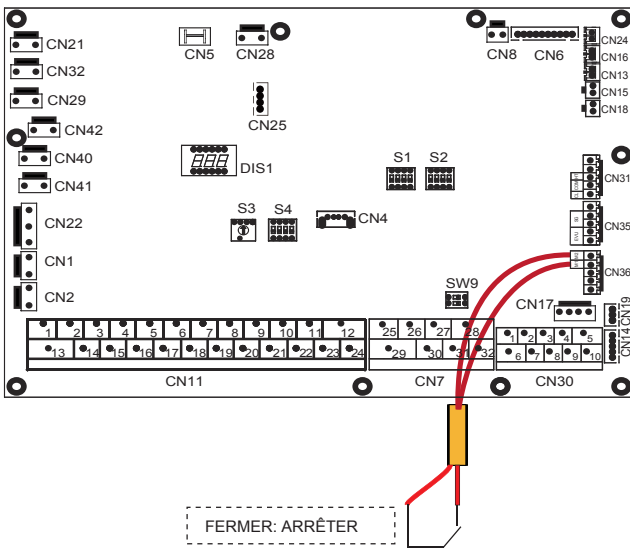 CN21
CN5
CN28
CN8 CN6
CN24
CN16
CN13
CN15
CN18
CN32
CN29
CN42
CN25
CN40
CN41
DIS1
S1 S2
CN31
CN22
S3 S4
CN4
CN35
SG
EVU
CN1
CN36
CN2
SW9
CN17
CN19
CN14
1 2 3 4 5 6 7 8 9 10 11 12
13 14 15 16 17 18 19 20 21 22 23 24
CN11
25 26 27 28
29 30 31 32
CN7
1 2 3 4 5
6 7 8 9 10
CN30
FERMER: ARRÊTER